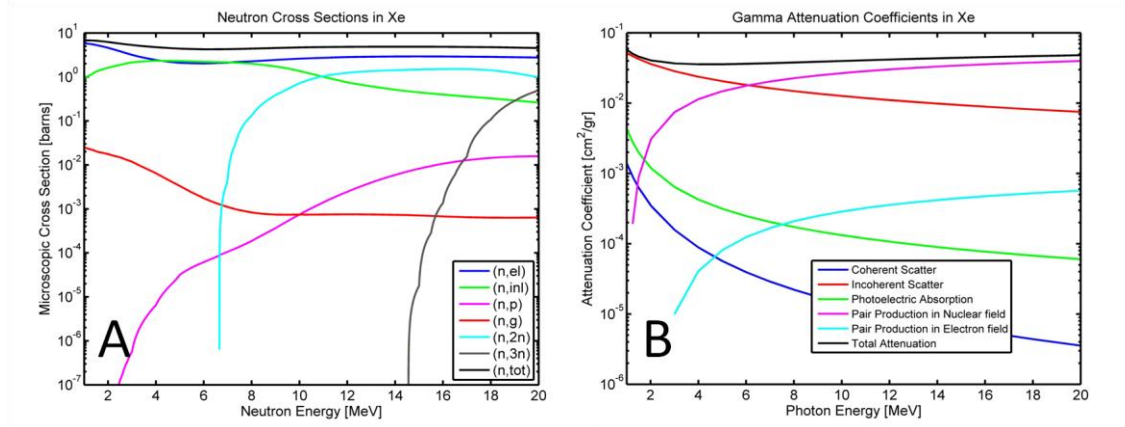 Neutron Cross Sections in Xe
10^1
10^0
10^-1
10^-2
10^-3
10^-4
10^-5
10^-6
10^-7
Microscopic Cross Section [barns]
A
(n,el)
(n,inl)
(n,p)
(n,g)
(n,2n)
(n,3n)
(n,tot)
2 4 6 8 10 12 14 16 18 20
Neutron Energy [MeV]
Gamma Attenuation Coefficients in Xe
10^-1
10^-2
10^-3
10^-4
10^-5
10^-6
Attenuation Coefficient [cm^2/gr]
B
Coherent Scatter
Incoherent Scatter
Photoelectric Absorption
Pair Production in Nuclear field
Pair Production in Electron field
Total Attenuation
2 4 6 8 10 12 14 16 18 20
Photon Energy [MeV]